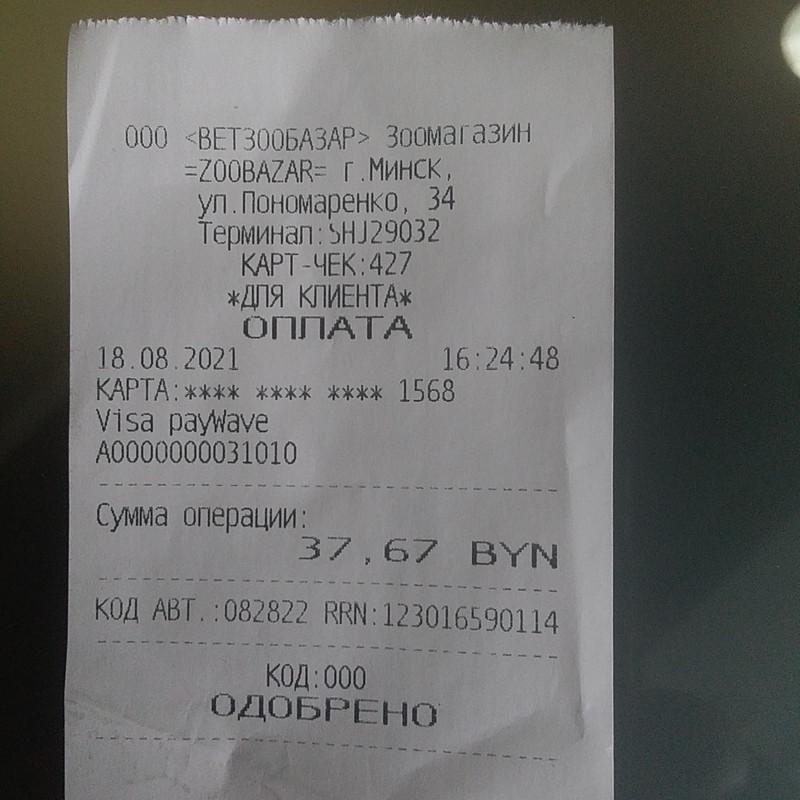 ООО <ВЕТЗООБАЗАР> Зоомагазин
=ZOOBAZAR= г.Минск,
ул.Пономаренко, 34
Терминал:SHJ29032
КАРТ-ЧЕК:427
*ДЛЯ КЛИЕНТА*
ОПЛАТА
18.08.2021 16:24:48
КАРТА:**** **** **** 1568
Visa payWave
A0000000031010
Сумма операции:
37,67 BYN
КОД АВТ.:082822 RRN:123016590114
КОД:000
ОДОБРЕНО